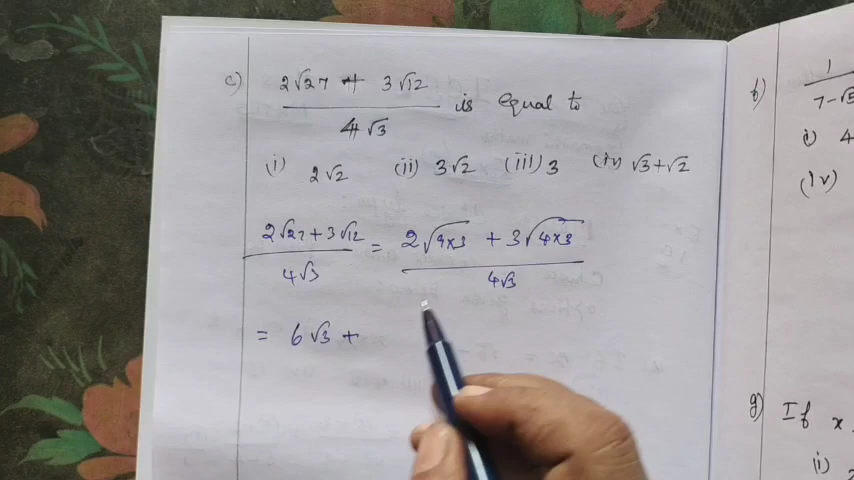 c) 2√27 + 3√12 is equal to
4√3
(i) 2√2 (ii) 3√2 (iii) 3 (iv) √3+√2
2√27+3√12 = 2√9×3 + 3√4×3
4√3 4√3
= 6√3 +
f) 1
7-√5
i) 4
(iv)
g) If x
(i)